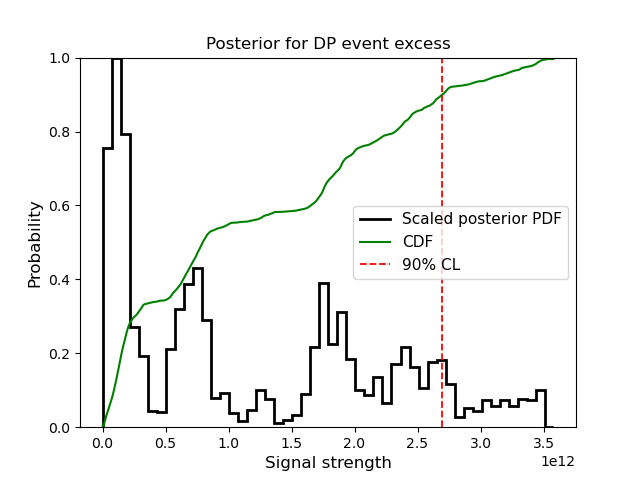 Posterior for DP event excess
1.0
0.8
0.6
0.4
0.2
0.0
Probability
Scaled posterior PDF
CDF
90% CL
0.0 0.5 1.0 1.5 2.0 2.5 3.0 3.5
1e12
Signal strength